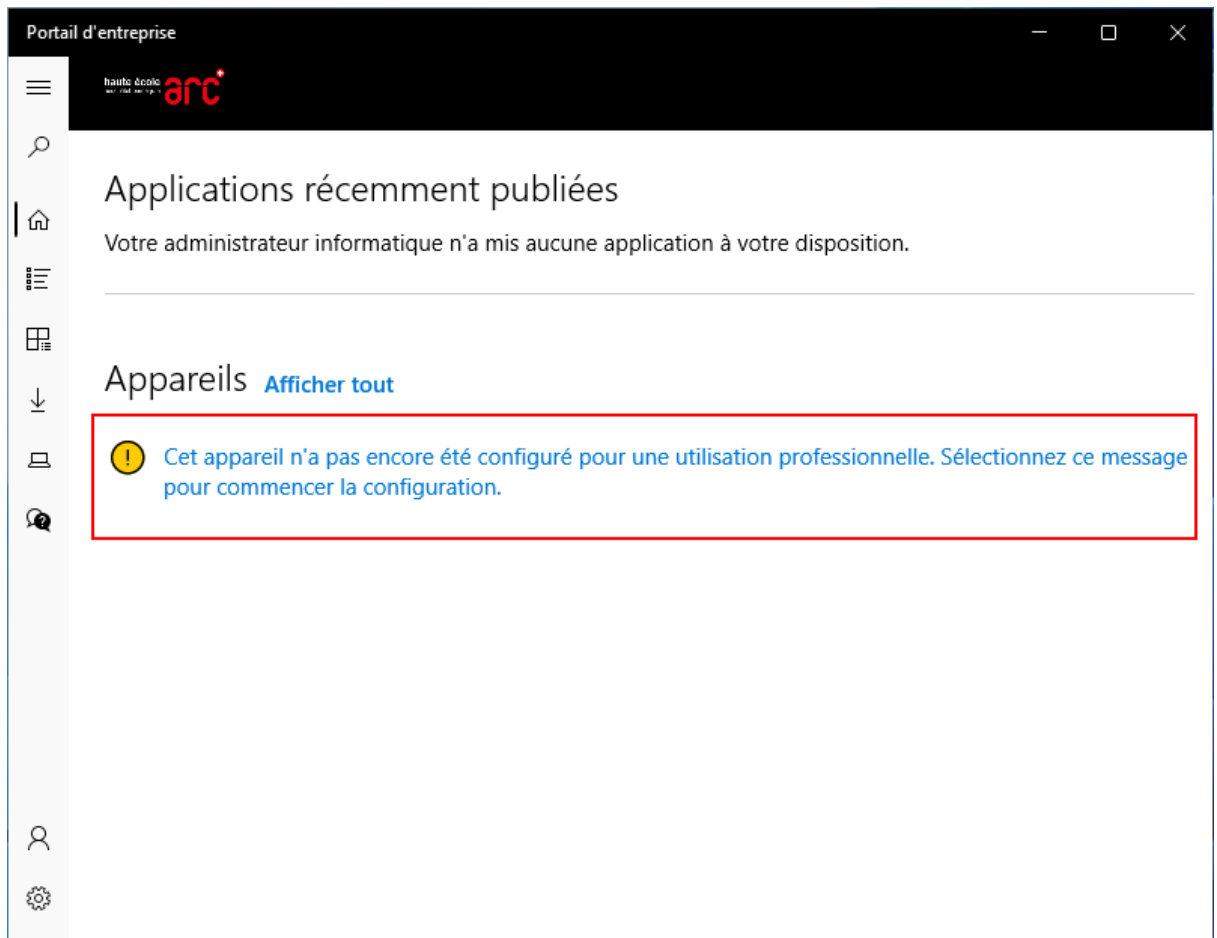 Portail d'entreprise
haute école
arc
Applications récemment publiées
Votre administrateur informatique n'a mis aucune application à votre disposition.
Appareils Afficher tout
Cet appareil n'a pas encore été configuré pour une utilisation professionnelle. Sélectionnez ce message
pour commencer la configuration.